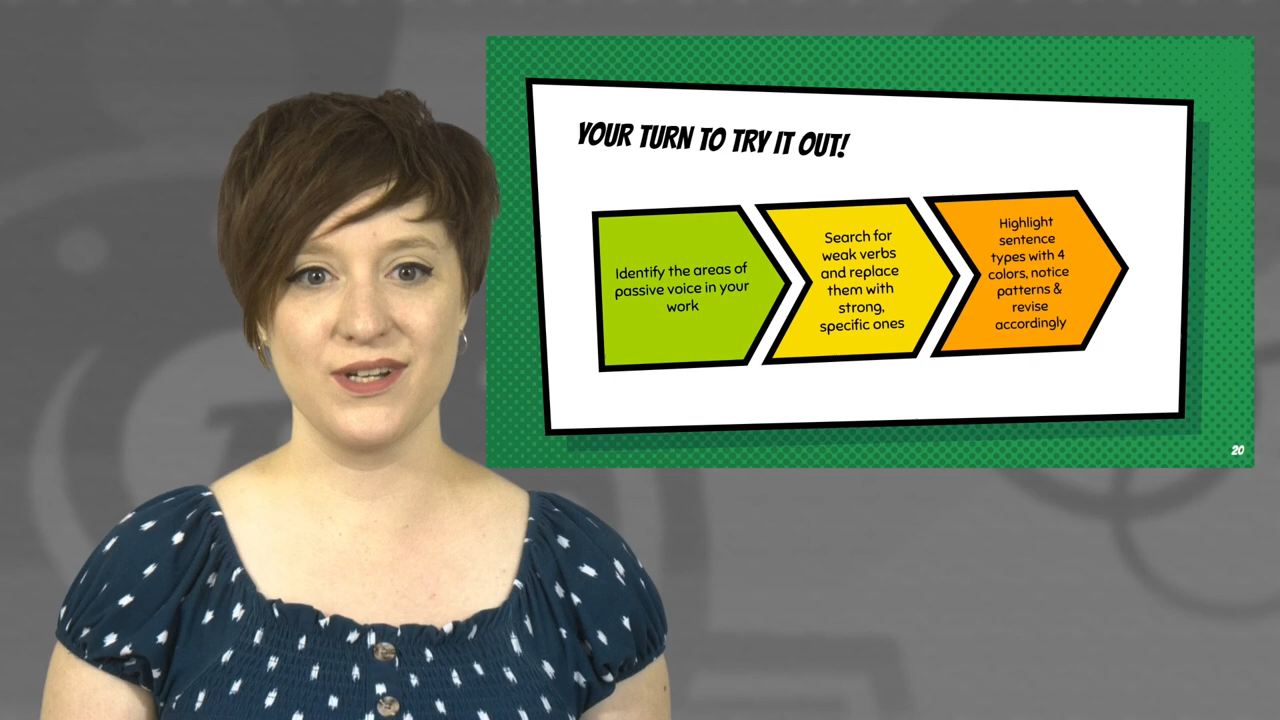 YOUR TURN TO TRY IT OUT!
Identify the areas of
passive voice in your
work
Search for
weak verbs
and replace
them with
strong,
specific ones
Highlight
sentence
types with 4
colors, notice
patterns &
revise
accordingly
20